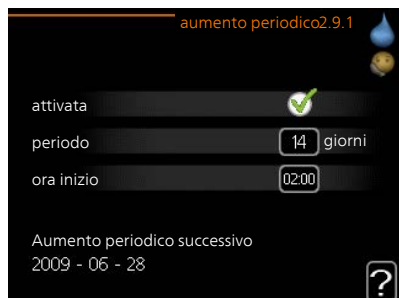 aumento periodico2.9.1
attivata
periodo 14 giorni
ora inizio 02:00
Aumento periodico successivo
2009 - 06 - 28
?